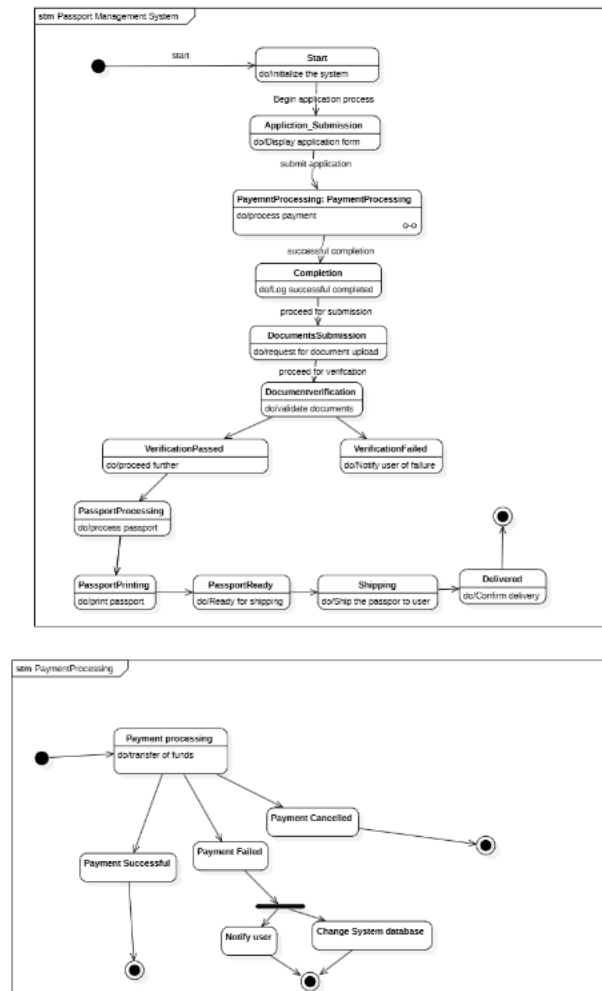 stm Passport Management System
start
Start
do/initialize the system
Begin application process
Appliction_Submission
do/Display application form
submit application
PayemntProcessing: PaymentProcessing
do/process payment
successful completion
Completion
do/Log successful completed
proceed for submission
DocumentsSubmission
do/request for document upload
proceed for verifcation
Documentverification
do/validate documents
VerificationPassed
do/proceed further
VerificationFailed
do/Notify user of failure
PassportProcessing
do/process passport
PassportPrinting
do/print passport
PassportReady
do/Ready for shipping
Shipping
do/Ship the passpor to user
Delivered
do/Confirm delivery
stm PaymentProcessing
Payment processing
do/transfer of funds
Payment Cancelled
Payment Successful
Payment Failed
Notify user
Change System database